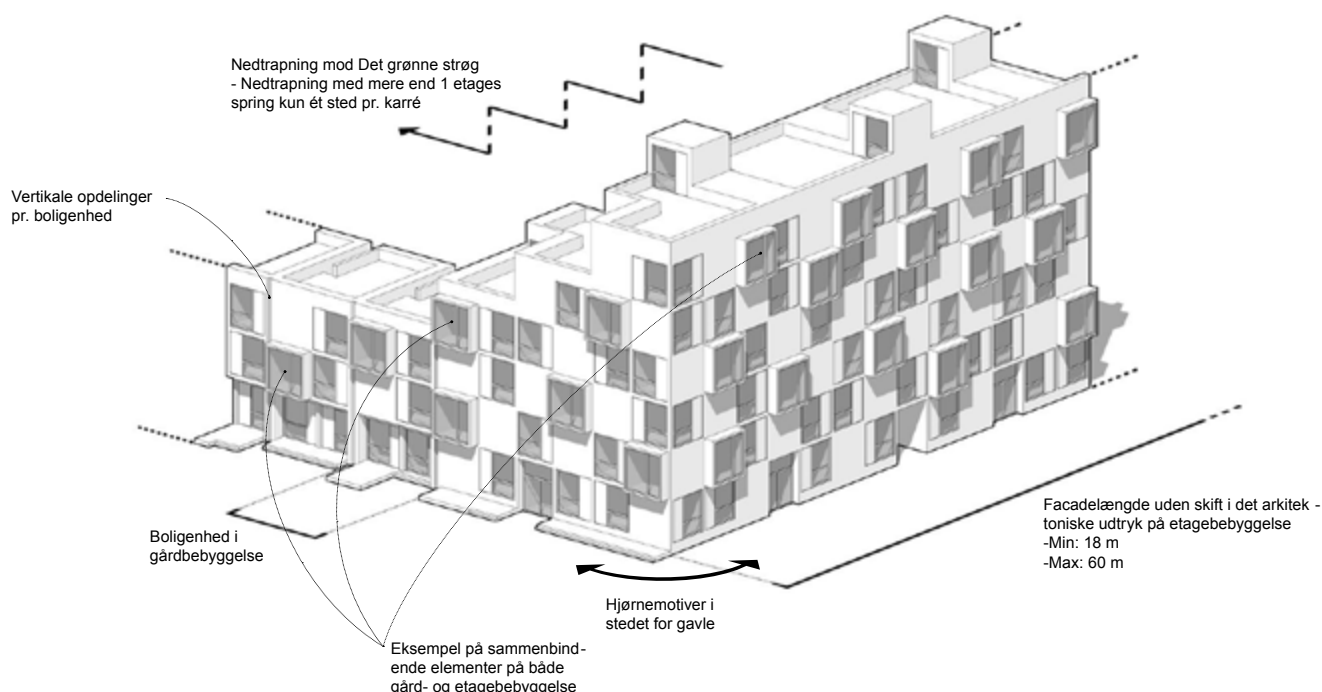 Nedtrapning mod Det grønne strøg
- Nedtrapning med mere end 1 etages
spring kun ét sted pr. karré
Vertikale opdelinger
pr. boligenhed
Boligenhed i
gårdbebyggelse
Facadelængde uden skift i det arkitek -
toniske udtryk på etagebebyggelse
-Min: 18 m
-Max: 60 m
Hjørnemotiver i
stedet for gavle
Eksempel på sammenbind-
ende elementer på både
gård- og etagebebyggelse